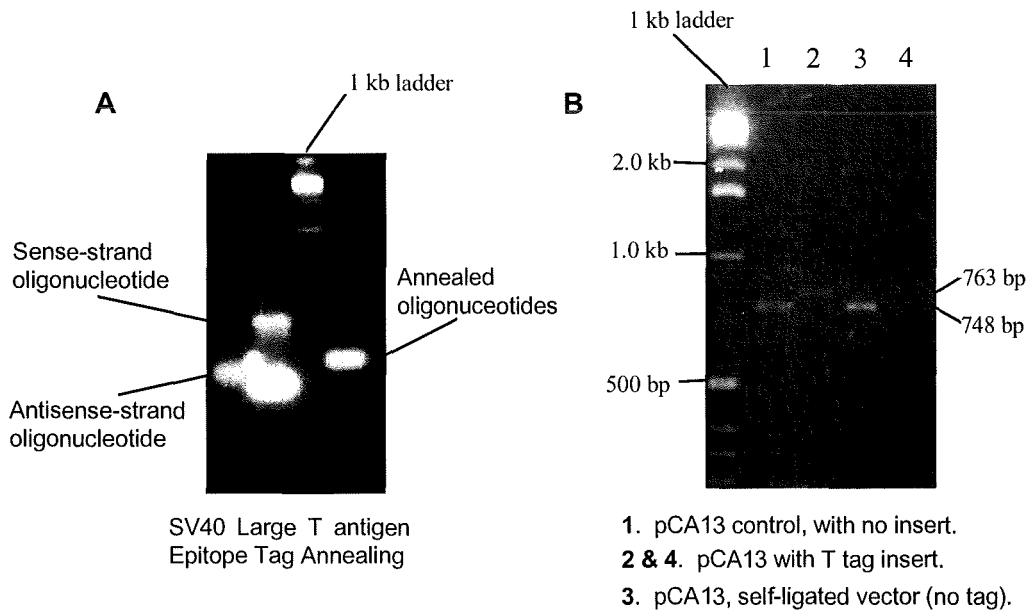 A
1 kb ladder
Sense-strand
oligonucleotide
Antisense-strand
oligonucleotide
Annealed
oligonuceotides
SV40 Large T antigen
Epitope Tag Annealing
B
1 kb ladder
1 2 3 4
2.0 kb
1.0 kb
500 bp
763 bp
748 bp
1. pCA13 control, with no insert.
2 & 4. pCA13 with T tag insert.
3. pCA13, self-ligated vector (no tag).